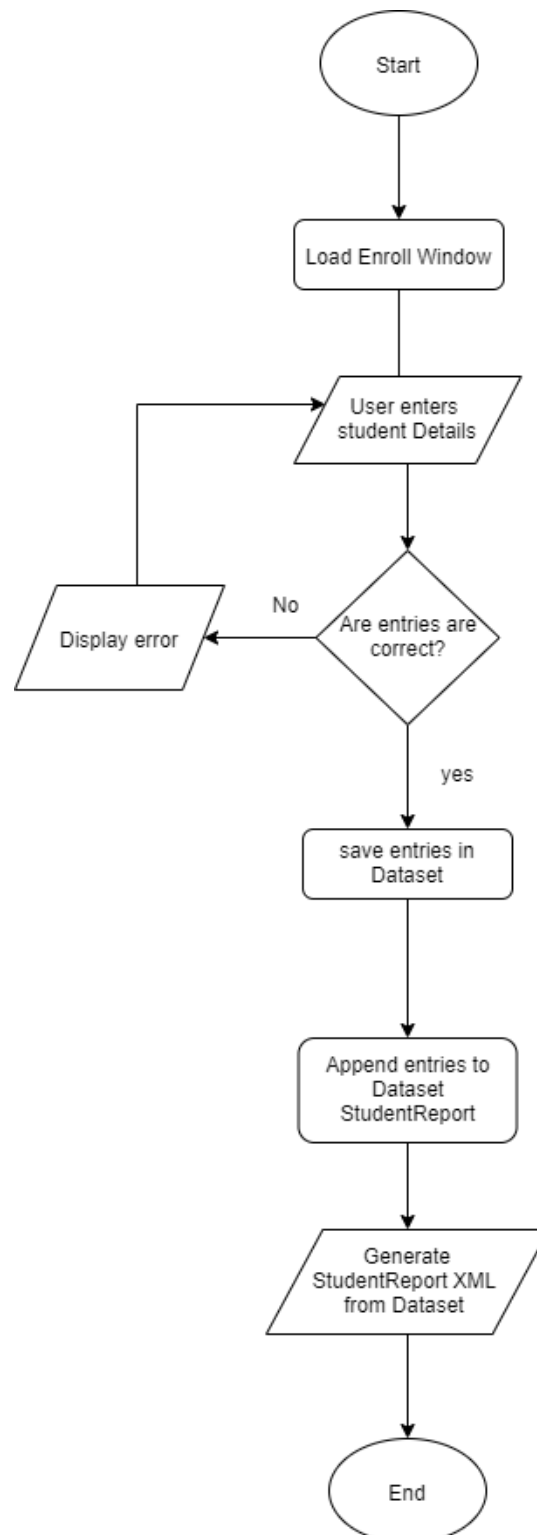 Start
Load Enroll Window
User enters
student Details
No
Display error
Are entries are
correct?
yes
save entries in
Dataset
Append entries to
Dataset
StudentReport
Generate
StudentReport XML
from Dataset
End